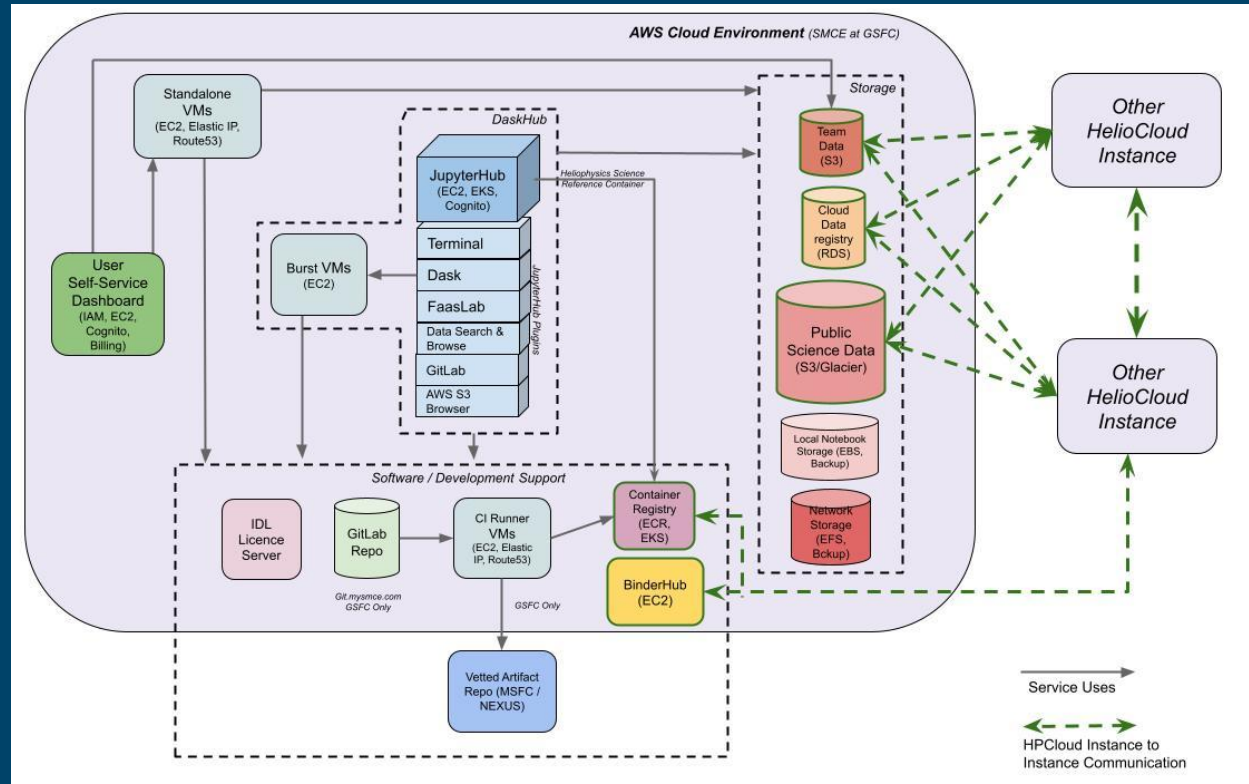 AWS Cloud Environment (SMCE at GSFC)
Standalone
VMs
(EC2, Elastic IP,
Route53)
User
Self-Service
Dashboard
(IAM, EC2,
Cognito,
Billing)
DaskHub
JupyterHub
(EC2, EKS,
Cognito)
Heliophysics Science
Reference Container
Terminal
Dask
FaasLab
Data Search &
Browse
GitLab
AWS S3
Browser
JupyterHub Plugins
Burst VMs
(EC2)
Storage
Team
Data
(S3)
Cloud
Data
registry
(RDS)
Public
Science Data
(S3/Glacier)
Local Notebook
Storage (EBS,
Backup)
Network
Storage
(EFS,
Bckup)
Other
HelioCloud
Instance
Other
HelioCloud
Instance
Software / Development Support
IDL
Licence
Server
GitLab
Repo
Git.mysmce.com
GSFC Only
CI Runner
VMs
(EC2, Elastic
IP, Route53)
GSFC Only
Container
Registry
(ECR,
EKS)
BinderHub
(EC2)
Vetted Artifact
Repo (MSFC /
NEXUS)
Service Uses
HPCloud Instance to
Instance Communication